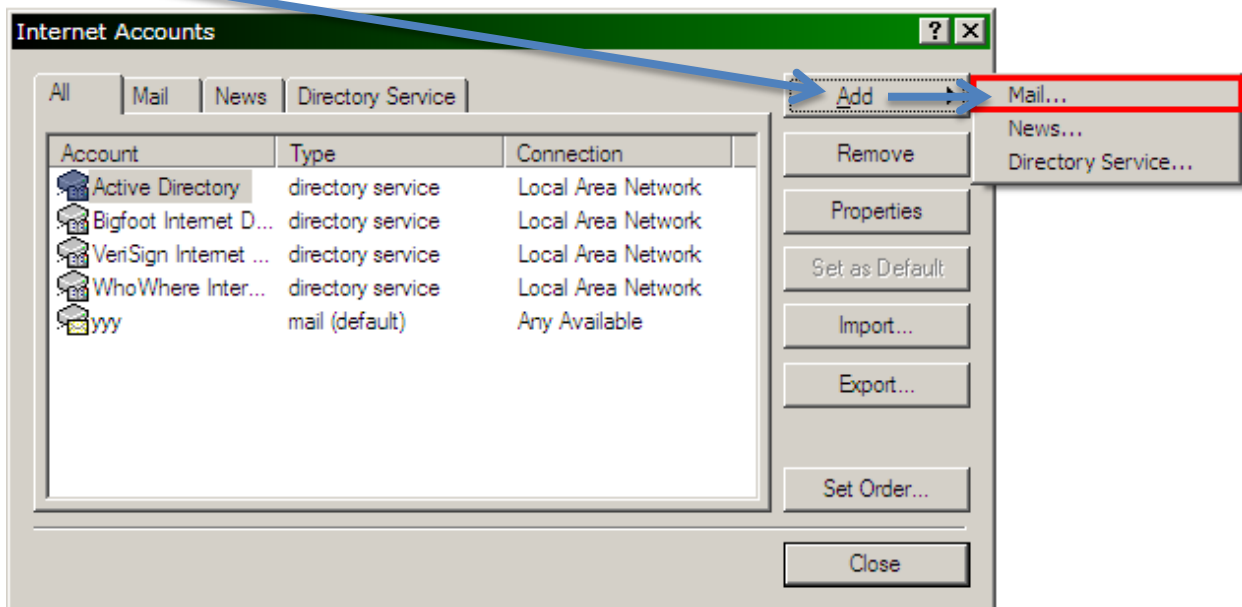 Internet Accounts
All Mail News Directory Service
Add
Mail...
News...
Directory Service...
Remove
Properties
Set as Default
Import...
Export...
Set Order...
Close
Account Type Connection
Active Directory directory service Local Area Network
Bigfoot Internet D... directory service Local Area Network
VeriSign Internet ... directory service Local Area Network
WhoWhere Inter... directory service Local Area Network
yyy mail (default) Any Available